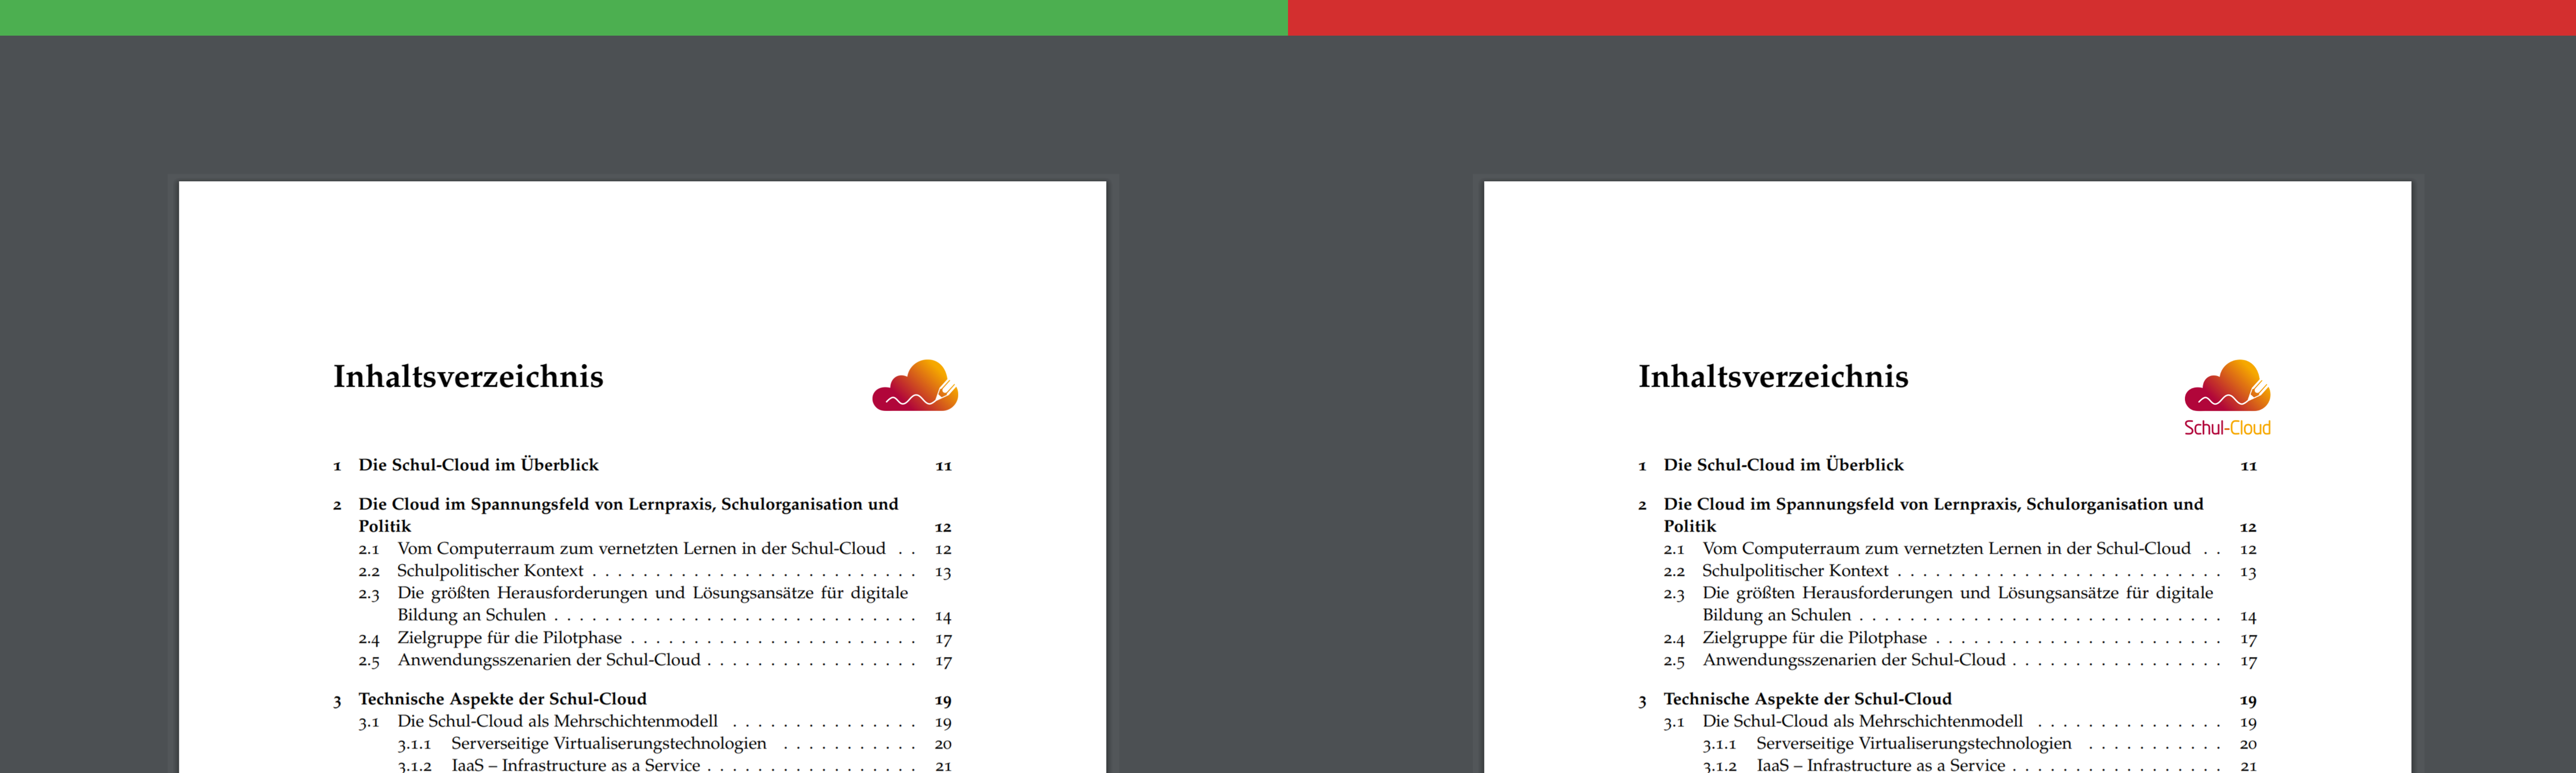 Inhaltsverzeichnis
1 Die Schul-Cloud im Überblick 11
2 Die Cloud im Spannungsfeld von Lernpraxis, Schulorganisation und
Politik 12
2.1 Vom Computerraum zum vernetzten Lernen in der Schul-Cloud . . 12
2.2 Schulpolitischer Kontext . . . . . . . . . . . . . . . . . . . . . . . . . . 13
2.3 Die größten Herausforderungen und Lösungsansätze für digitale
Bildung an Schulen . . . . . . . . . . . . . . . . . . . . . . . . . . . . . 14
2.4 Zielgruppe für die Pilotphase . . . . . . . . . . . . . . . . . . . . . . . 17
2.5 Anwendungsszenarien der Schul-Cloud . . . . . . . . . . . . . . . . . 17
3 Technische Aspekte der Schul-Cloud 19
3.1 Die Schul-Cloud als Mehrschichtenmodell . . . . . . . . . . . . . . . 19
3.1.1 Serverseitige Virtualiserungstechnologien . . . . . . . . . . . 20
3.1.2 IaaS – Infrastructure as a Service . . . . . . . . . . . . . . . . . 21
Inhaltsverzeichnis
Schul-Cloud
1 Die Schul-Cloud im Überblick 11
2 Die Cloud im Spannungsfeld von Lernpraxis, Schulorganisation und
Politik 12
2.1 Vom Computerraum zum vernetzten Lernen in der Schul-Cloud . . 12
2.2 Schulpolitischer Kontext . . . . . . . . . . . . . . . . . . . . . . . . . . 13
2.3 Die größten Herausforderungen und Lösungsansätze für digitale
Bildung an Schulen . . . . . . . . . . . . . . . . . . . . . . . . . . . . . 14
2.4 Zielgruppe für die Pilotphase . . . . . . . . . . . . . . . . . . . . . . . 17
2.5 Anwendungsszenarien der Schul-Cloud . . . . . . . . . . . . . . . . . 17
3 Technische Aspekte der Schul-Cloud 19
3.1 Die Schul-Cloud als Mehrschichtenmodell . . . . . . . . . . . . . . . 19
3.1.1 Serverseitige Virtualiserungstechnologien . . . . . . . . . . . 20
3.1.2 IaaS – Infrastructure as a Service . . . . . . . . . . . . . . . . . 21